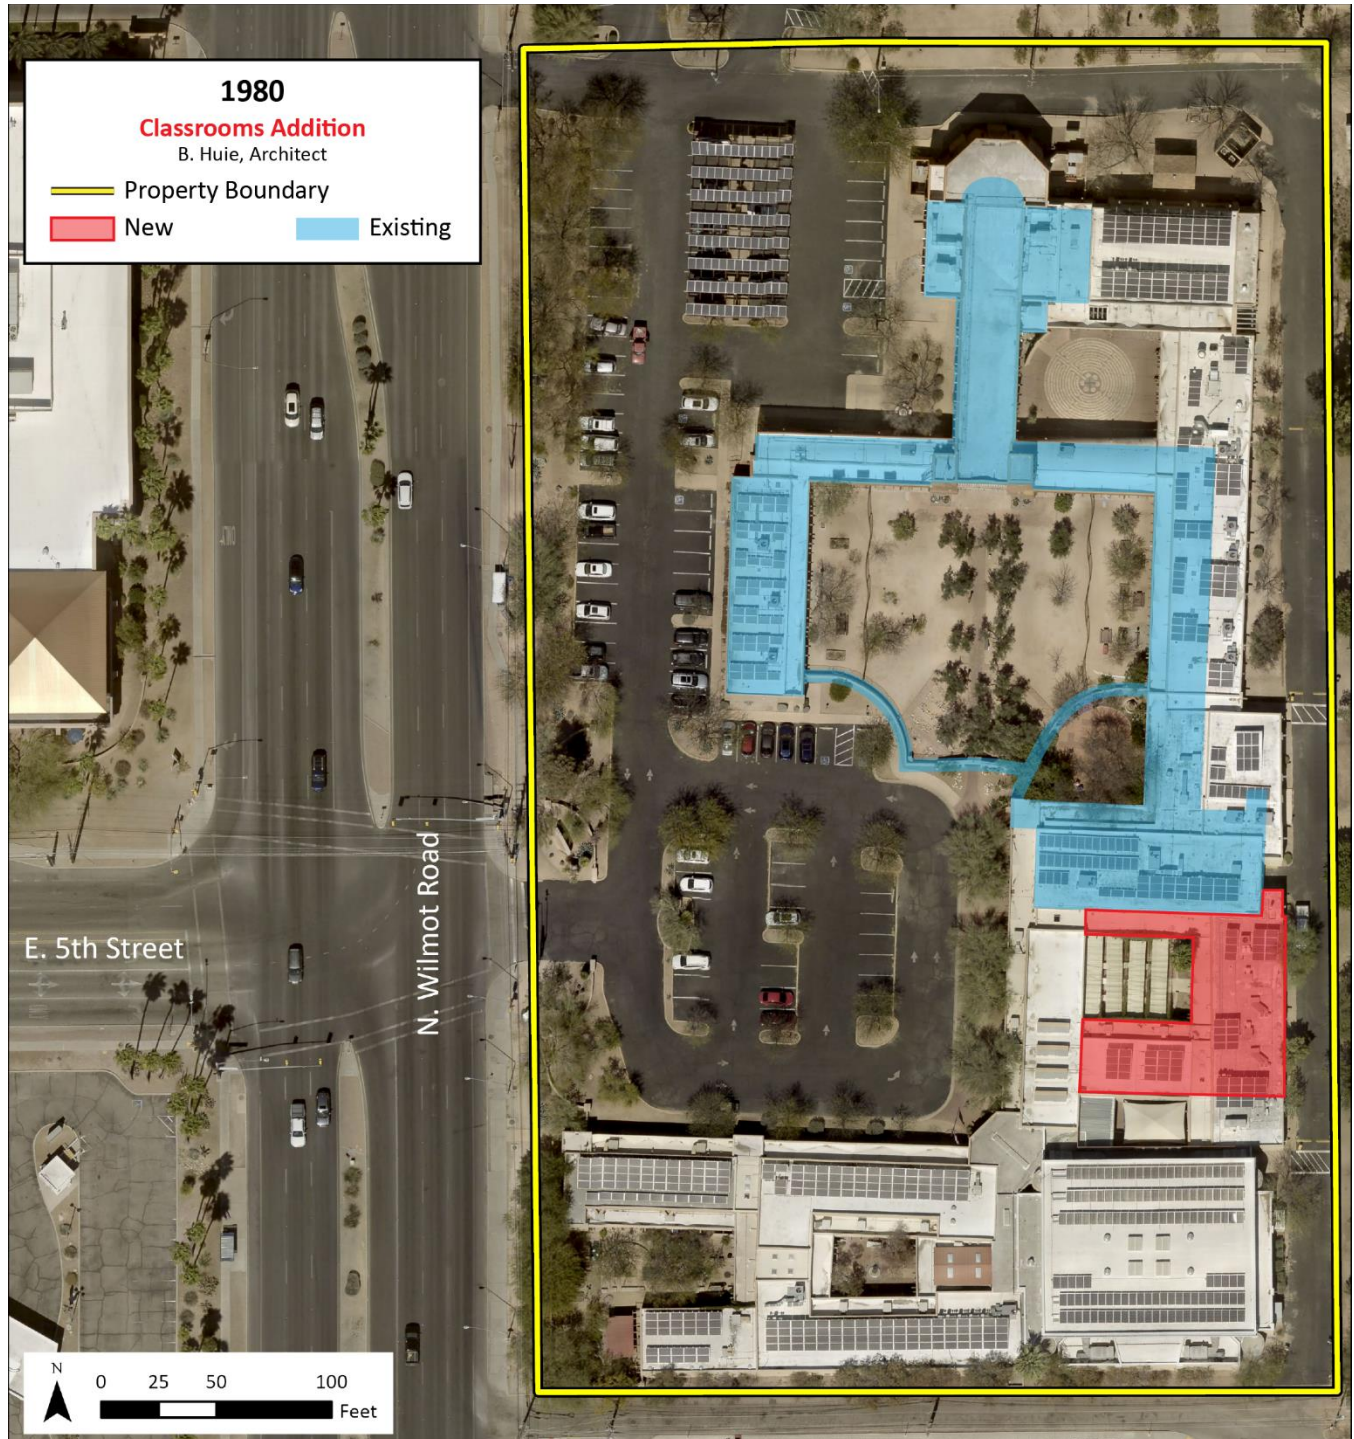 1980
Classrooms Addition
B. Huie, Architect
Property Boundary
New Existing
N. Wilmot Road
E. 5th Street
N
0 25 50 100
Feet